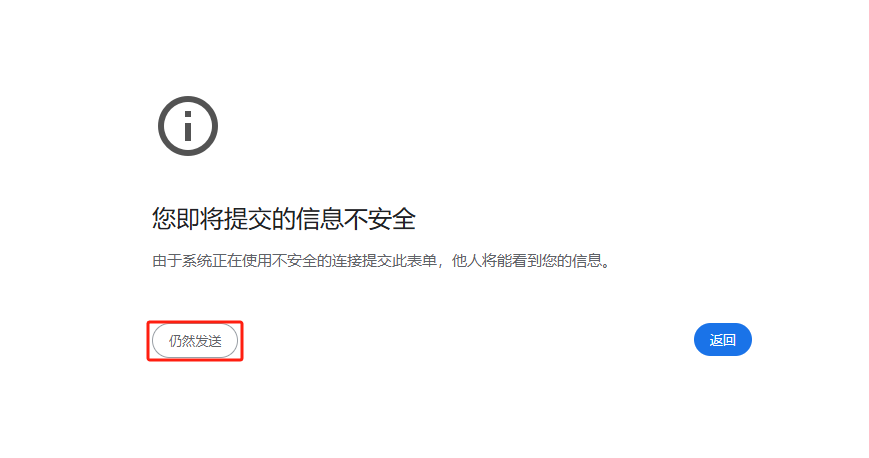 您即将提交的信息不安全
由于系统正在使用不安全的连接提交此表单，他人将能看到您的信息。
仍然发送
返回